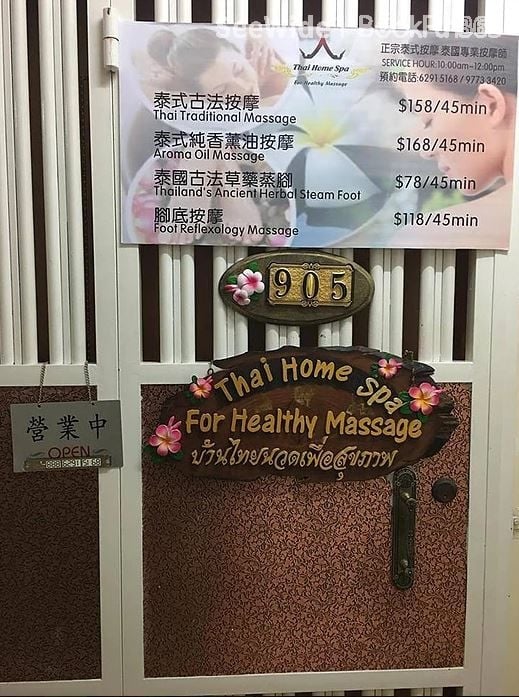 Thai Home Spa
For Healthy Massage
正宗泰式按摩 泰國專業按摩師
SERVICE HOUR:10:00am~12:00pm
預約電話:6291 5168 / 9773 3420
泰式古法按摩 $158/45min
Thai Traditional Massage
泰式純香薰油按摩 $168/45min
Aroma Oil Massage
泰國古法草藥蒸腳 $78/45min
Thailand's Ancient Herbal Steam Foot
腳底按摩 $118/45min
Foot Reflexology Massage
905
Thai Home Spa
For Healthy Massage
บ้านไทยนวดเพื่อสุขภาพ
營業中
OPEN